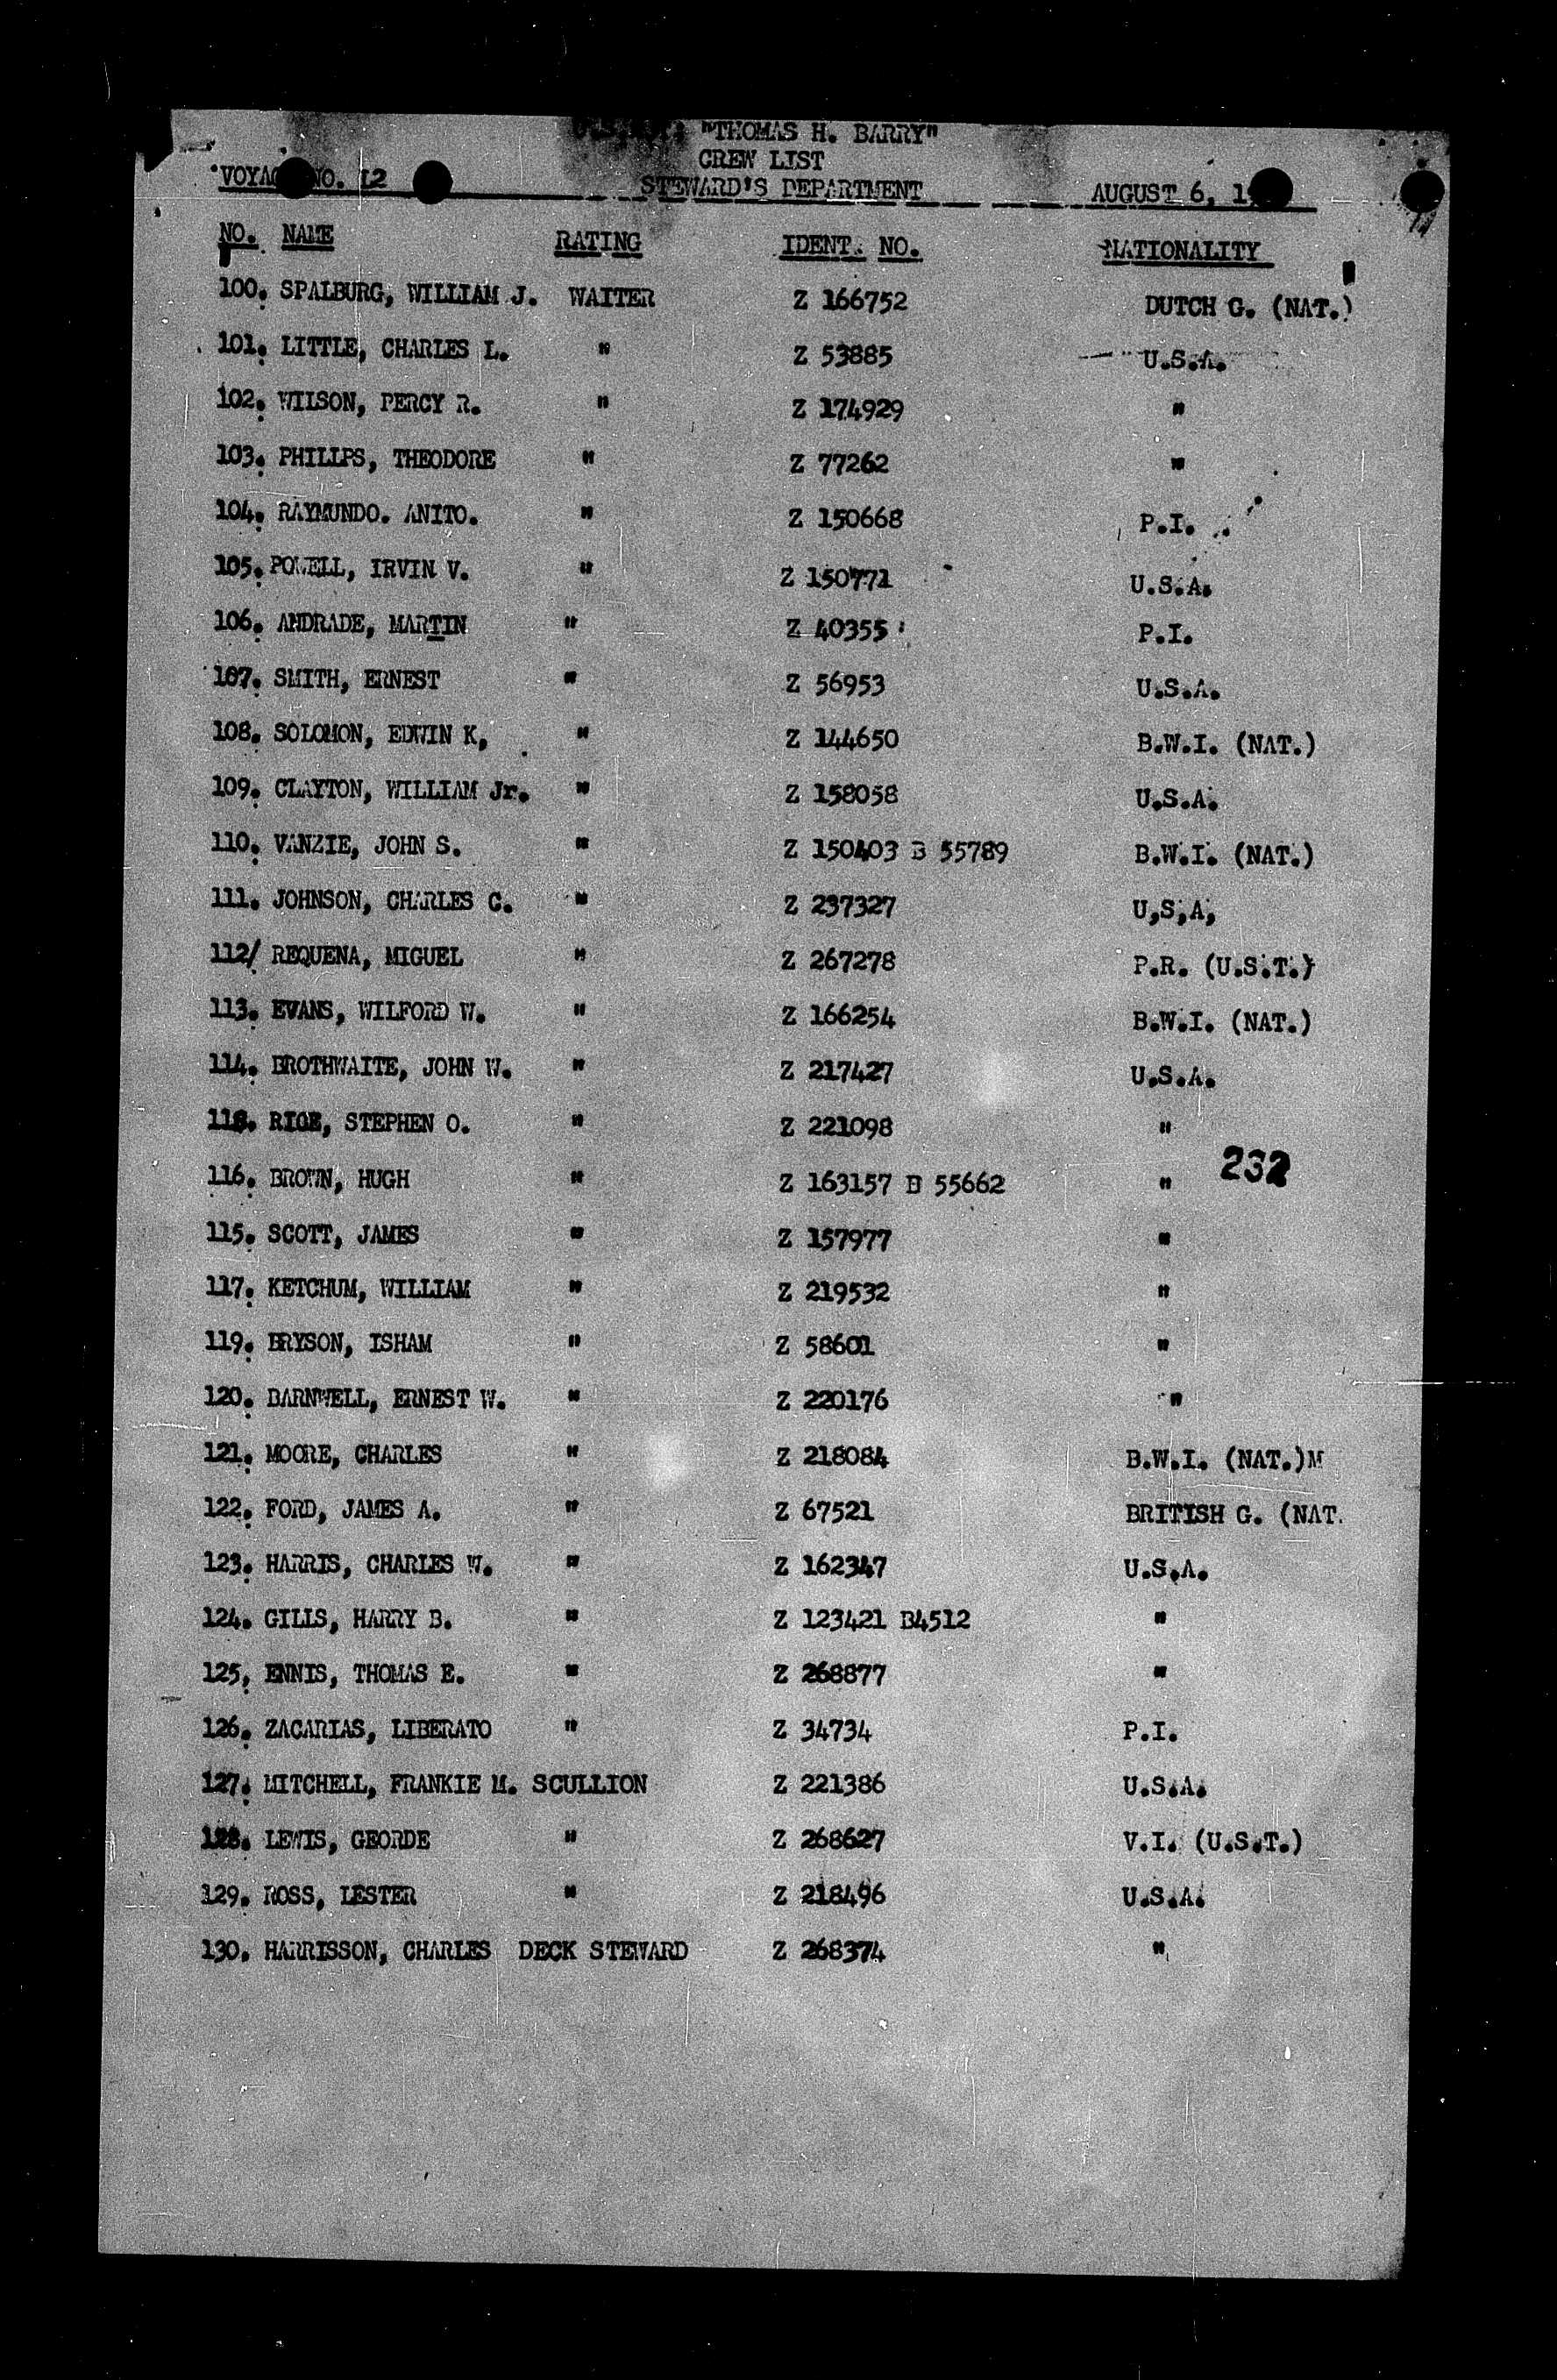 "THOMAS H. BARRY"
CREW LIST
VOYAGE NO. 12 STEWARD'S DEPARTMENT AUGUST 6, 19
NO. NAME RATING IDENT. NO. NATIONALITY
100. SPALBURG, WILLIAM J. WAITER Z 166752 DUTCH G. (NAT.)
101. LITTLE, CHARLES L. " Z 53885 U.S.A.
102. WILSON, PERCY R. " Z 174929 "
103. PHILLPS, THEODORE " Z 77262 "
104. RAYMUNDO. ANITO. " Z 150668 P.I.
105. POWELL, IRVIN V. " Z 150771 U.S.A.
106. ANDRADE, MARTIN " Z 40355 P.I.
107. SMITH, ERNEST " Z 56953 U.S.A.
108. SOLOMON, EDWIN K, " Z 144650 B.W.I. (NAT.)
109. CLAYTON, WILLIAM Jr. " Z 158058 U.S.A.
110. VANZIE, JOHN S. " Z 150403 B 55789 B.W.I. (NAT.)
111. JOHNSON, CHARLES C. " Z 237327 U,S,A,
112/ REQUENA, MIGUEL " Z 267278 P.R. (U.S.T.)
113. EVANS, WILFORD W. " Z 166254 B.W.I. (NAT.)
114. BROTHWAITE, JOHN W. " Z 217427 U.S.A.
118. RICE, STEPHEN O. " Z 221098 "
232
116. BROWN, HUGH " Z 163157 B 55662 "
115. SCOTT, JAMES " Z 157977 "
117. KETCHUM, WILLIAM " Z 219532 "
119. BRYSON, ISHAM " Z 58601 "
120. BARNWELL, ERNEST W. " Z 220176 "
121. MOORE, CHARLES " Z 218084 B.W.I. (NAT.)M
122. FORD, JAMES A. " Z 67521 BRITISH G. (NAT.
123. HARRIS, CHARLES W. " Z 162347 U.S.A.
124. GILLS, HARRY B. " Z 123421 B4512 "
125, ENNIS, THOMAS E. " Z 268877 "
126. ZACARIAS, LIBERATO " Z 34734 P.I.
127. MITCHELL, FRANKIE M. SCULLION Z 221386 U.S.A.
128. LEWIS, GEORDE " Z 268627 V.I. (U.S.T.)
129. ROSS, LESTER " Z 218496 U.S.A.
130. HARRISSON, CHARLES DECK STEWARD Z 268374 "